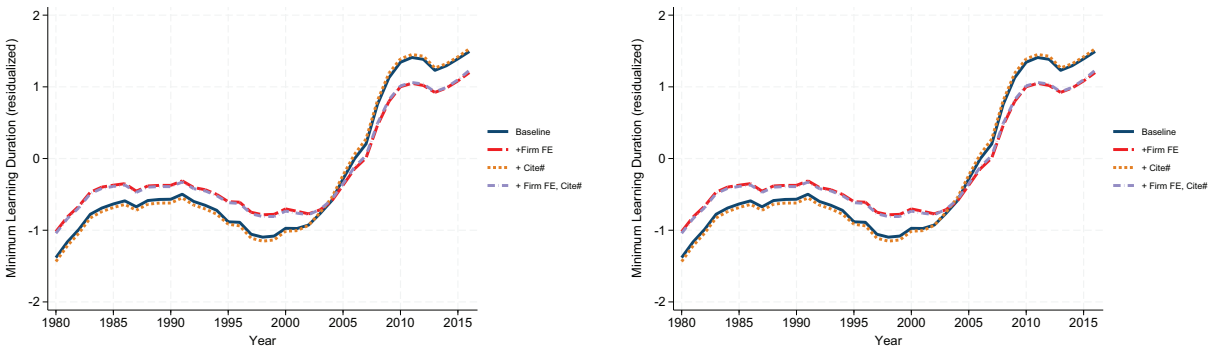 Minimum Learning Duration (residualized)
2
1
0
-1
-2
1980 1985 1990 1995 2000 2005 2010 2015
Year
Baseline
+Firm FE
+ Cite#
+ Firm FE, Cite#
Minimum Learning Duration (residualized)
2
1
0
-1
-2
1980 1985 1990 1995 2000 2005 2010 2015
Year
Baseline
+Firm FE
+ Cite#
+ Firm FE, Cite#